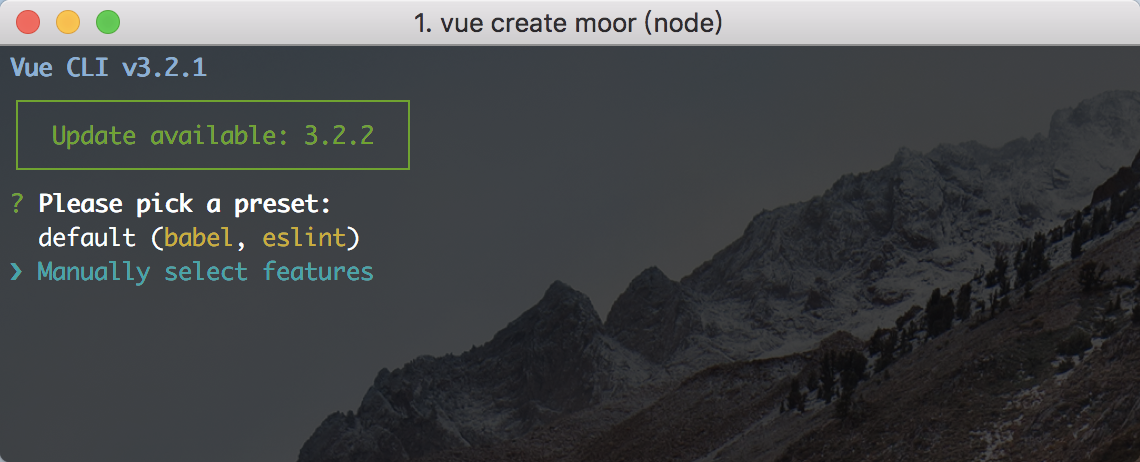 1. vue create moor (node)
Vue CLI v3.2.1
Update available: 3.2.2
? Please pick a preset:
default (babel, eslint)
❯ Manually select features